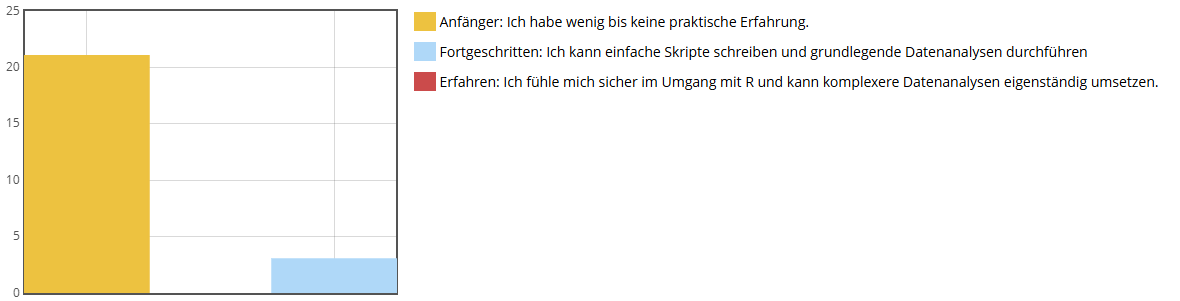 25
20
15
10
5
0
Anfänger: Ich habe wenig bis keine praktische Erfahrung.
Fortgeschritten: Ich kann einfache Skripte schreiben und grundlegende Datenanalysen durchführen
Erfahren: Ich fühle mich sicher im Umgang mit R und kann komplexere Datenanalysen eigenständig umsetzen.